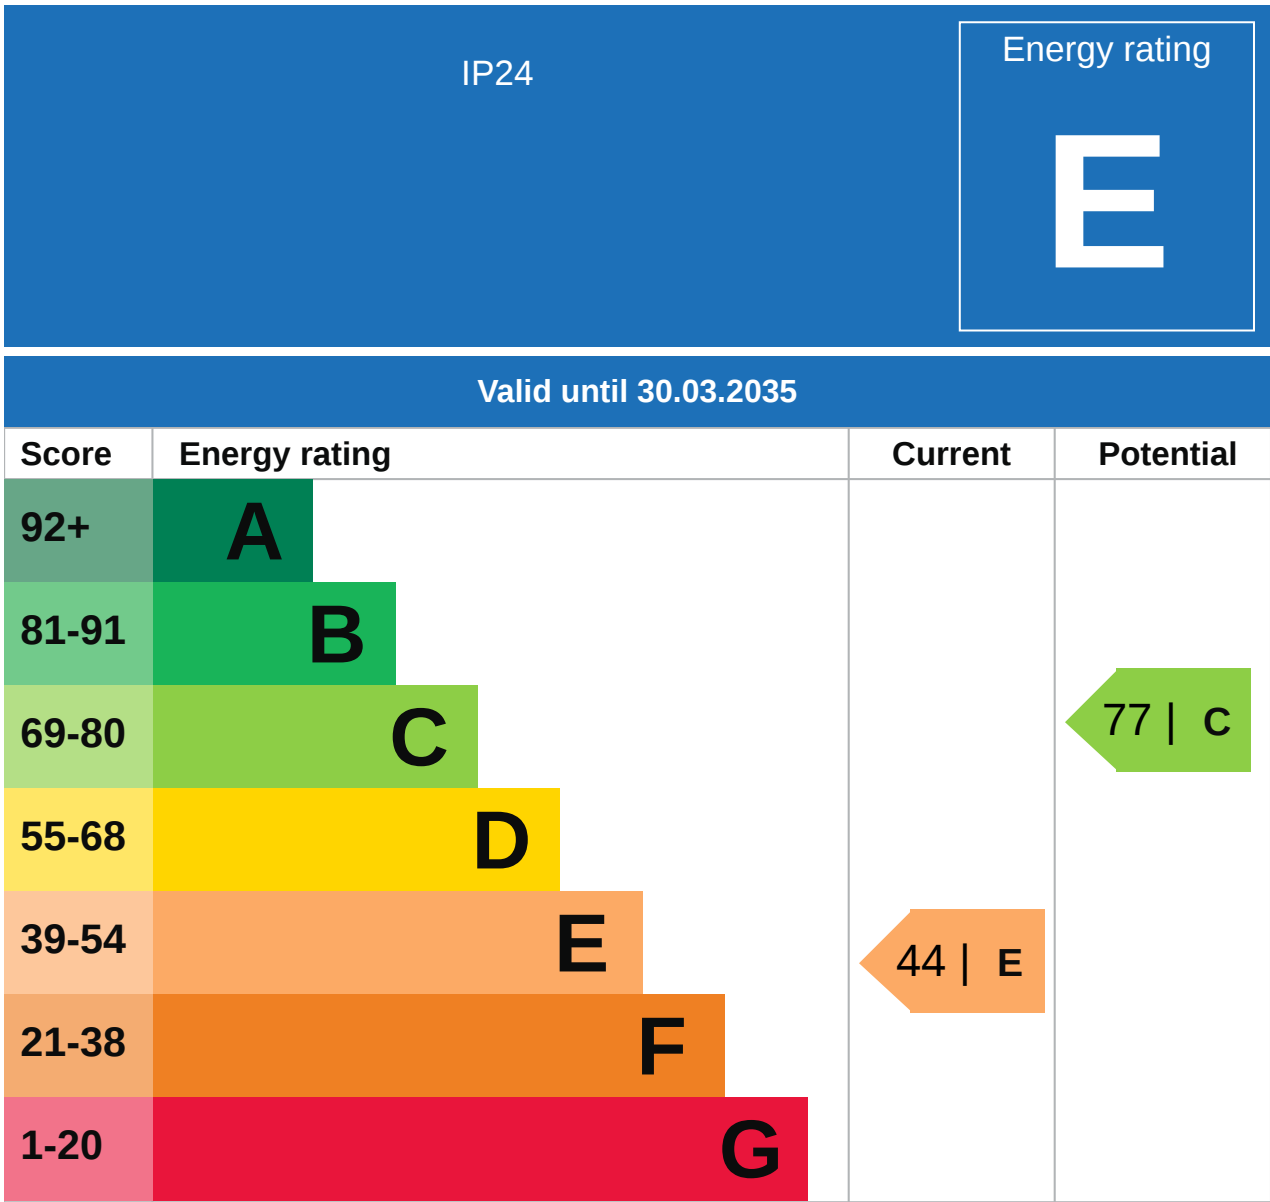 IP24
Energy rating
E
Valid until 30.03.2035
Score Energy rating Current Potential
92+ A
81-91 B
69-80 C
77 | C
55-68 D
39-54 E
44 | E
21-38 F
1-20 G